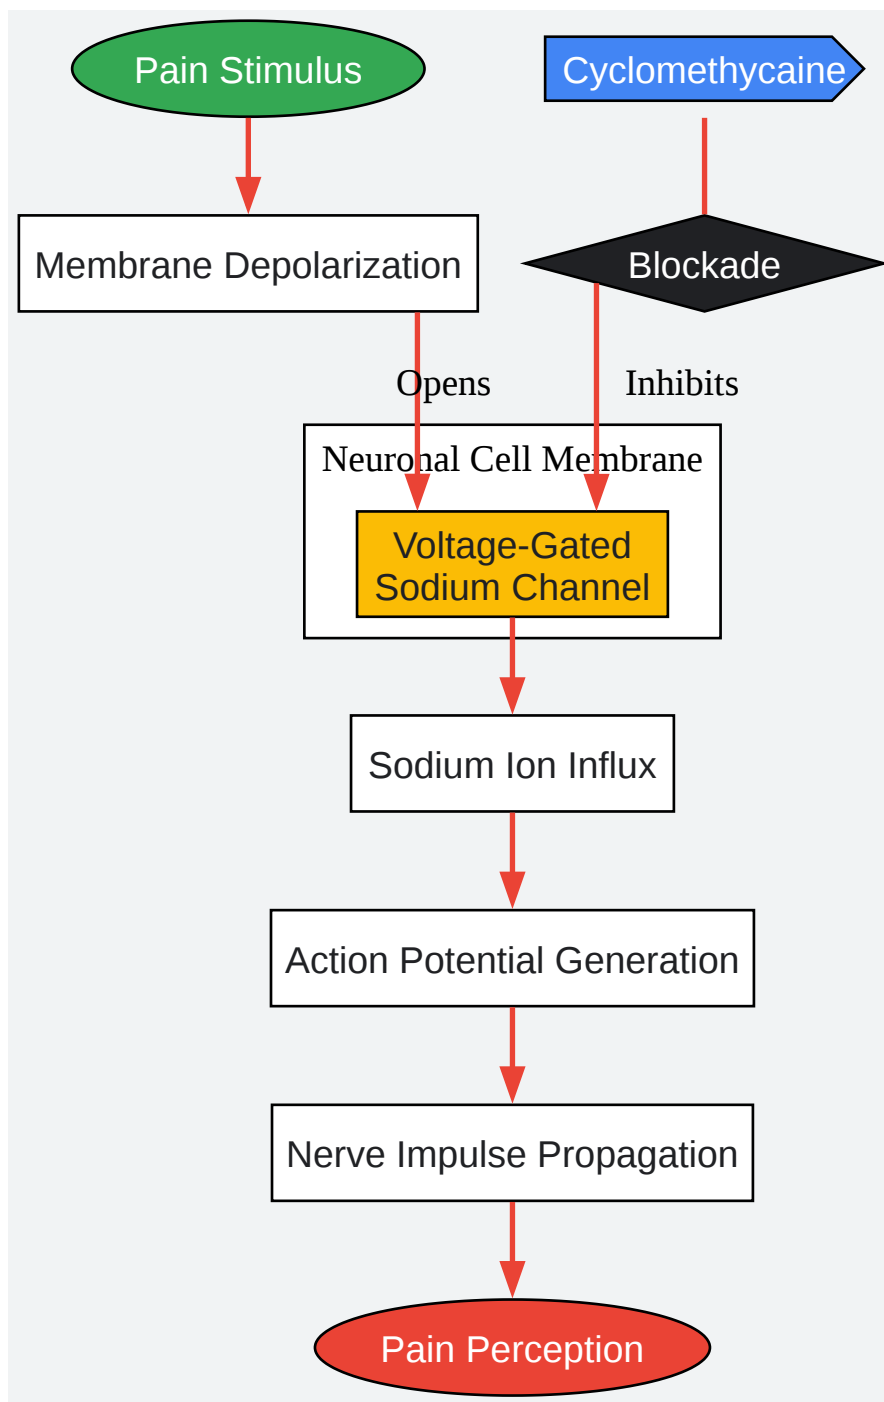 Pain Stimulus
Cyclomethycaine
Membrane Depolarization
Blockade
Opens
Inhibits
Neuronal Cell Membrane
Voltage-Gated
Sodium Channel
Sodium Ion Influx
Action Potential Generation
Nerve Impulse Propagation
Pain Perception